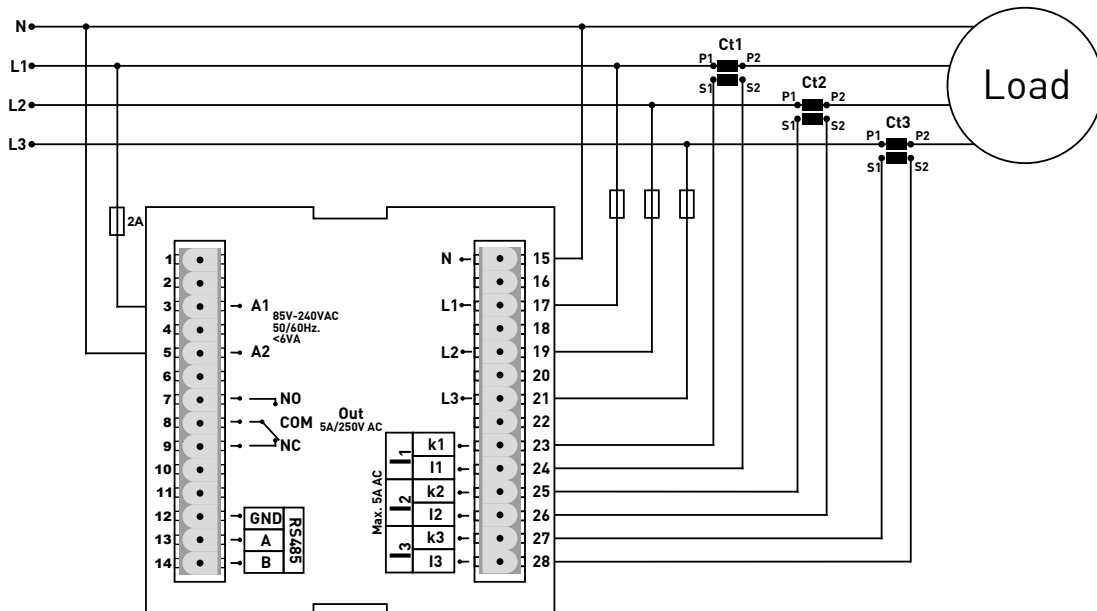 N
L1
L2
L3
Ct1
P1 P2
S1 S2
Ct2
P1 P2
S1 S2
Ct3
P1 P2
S1 S2
Load
2A
1
2
3
4
5
6
7
8
9
10
11
12
13
14
A1
85V-240VAC
50/60Hz.
<6VA
A2
NO
COM
NC
Out
5A/250V AC
GND
A
B
RS485
N
L1
L2
L3
Max. 5A AC
I1
k1
l1
I2
k2
l2
I3
k3
l3
15
16
17
18
19
20
21
22
23
24
25
26
27
28